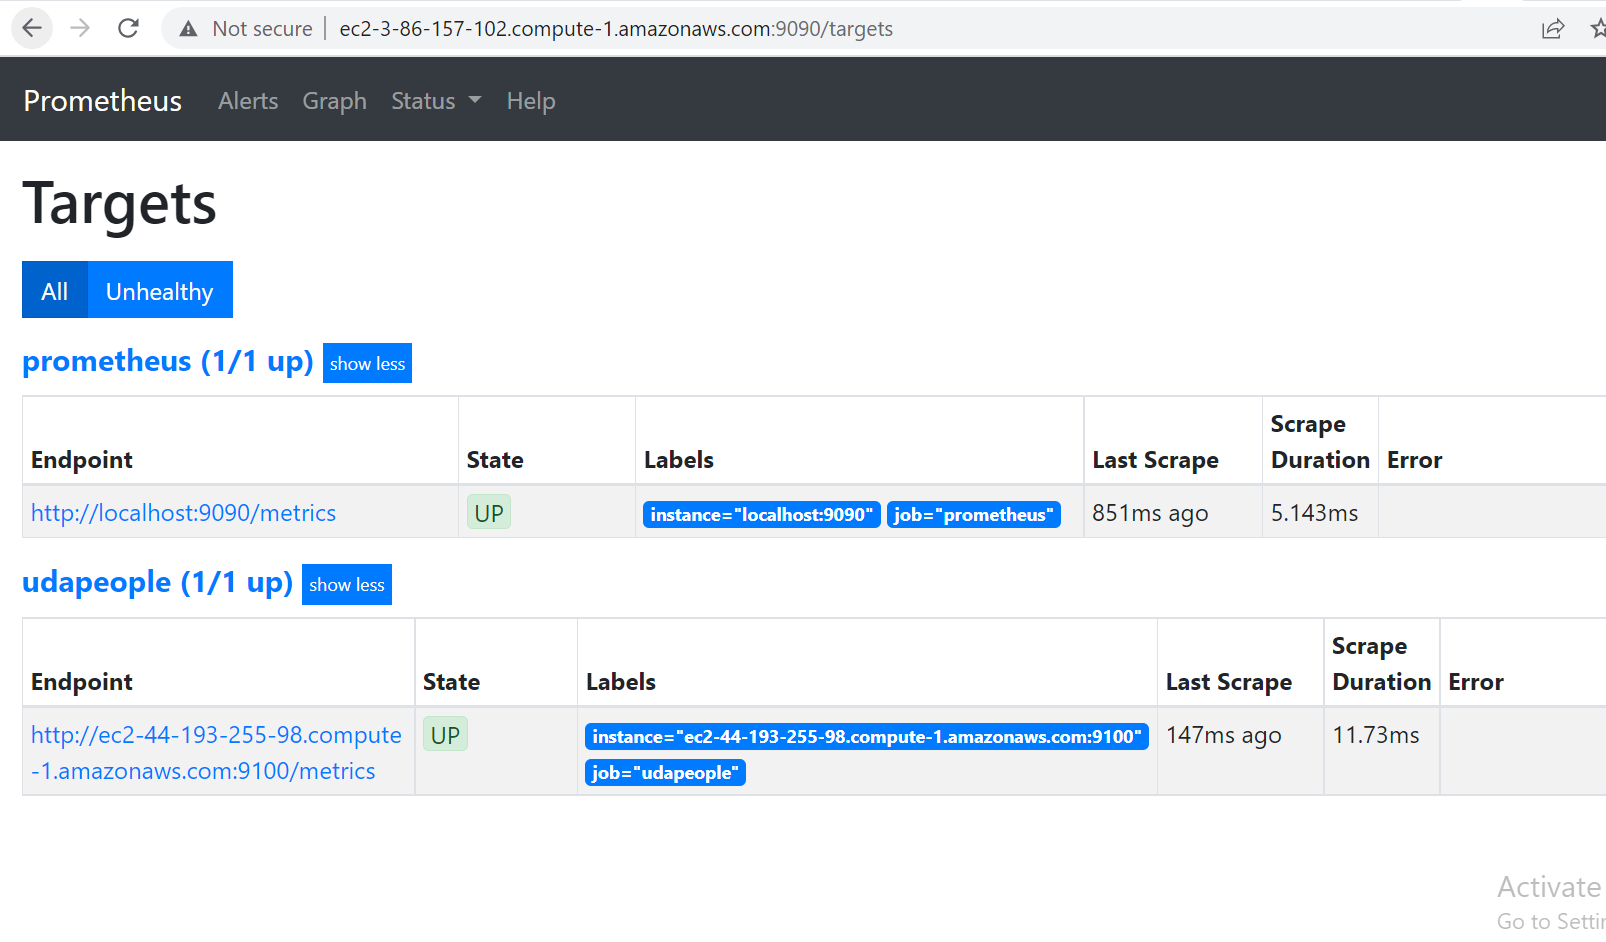 Not secure ec2-3-86-157-102.compute-1.amazonaws.com:9090/targets
Prometheus Alerts Graph Status Help
Targets
All Unhealthy
prometheus (1/1 up) show less
Endpoint State Labels Last Scrape Scrape Duration Error
http://localhost:9090/metrics UP instance="localhost:9090" job="prometheus" 851ms ago 5.143ms
udapeople (1/1 up) show less
Endpoint State Labels Last Scrape Scrape Duration Error
http://ec2-44-193-255-98.compute UP instance="ec2-44-193-255-98.compute-1.amazonaws.com:9100" 147ms ago 11.73ms
-1.amazonaws.com:9100/metrics job="udapeople"
Activate
Go to Settin